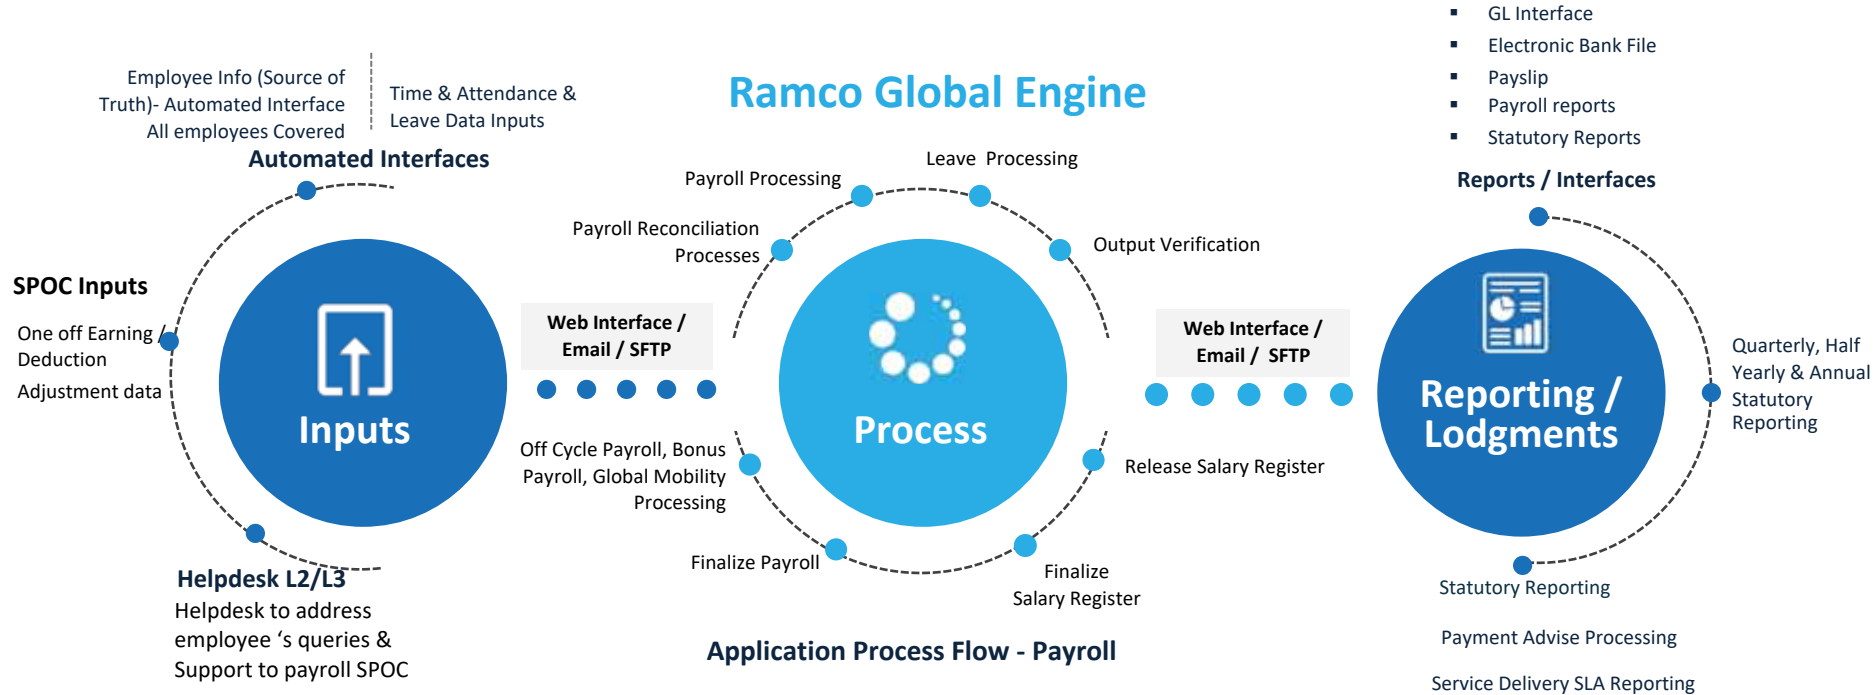 Employee Info (Source of
Truth)- Automated Interface
All employees Covered
Time & Attendance &
Leave Data Inputs
Automated Interfaces
SPOC Inputs
One off Earning /
Deduction
Adjustment data
Inputs
Helpdesk L2/L3
Helpdesk to address
employee ‘s queries &
Support to payroll SPOC
Web Interface /
Email / SFTP
Ramco Global Engine
Leave Processing
Payroll Processing
Payroll Reconciliation
Processes
Output Verification
Process
Off Cycle Payroll, Bonus
Payroll, Global Mobility
Processing
Release Salary Register
Finalize Payroll
Finalize
Salary Register
Application Process Flow - Payroll
Web Interface /
Email / SFTP
▪ GL Interface
▪ Electronic Bank File
▪ Payslip
▪ Payroll reports
▪ Statutory Reports
Reports / Interfaces
Reporting /
Lodgments
Quarterly, Half
Yearly & Annual
Statutory
Reporting
Statutory Reporting
Payment Advise Processing
Service Delivery SLA Reporting